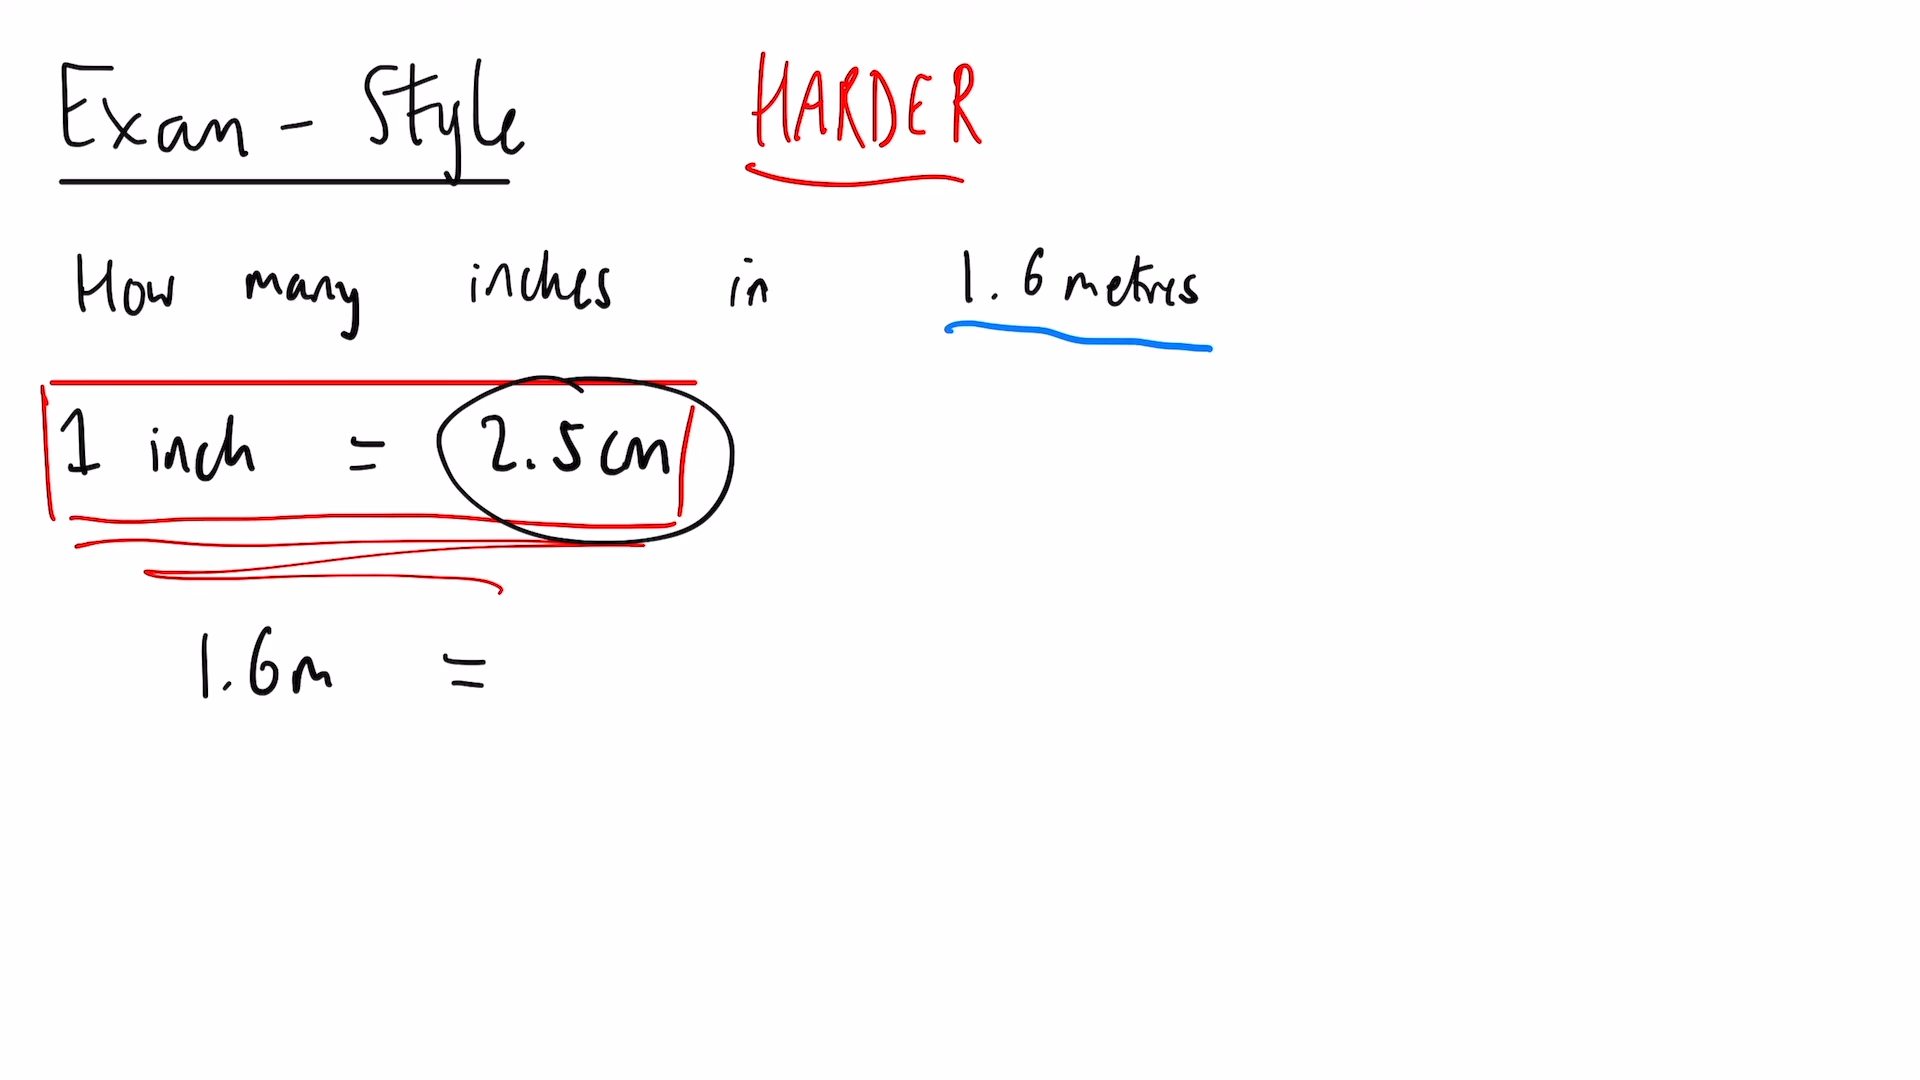 Exam - Style HARDER
How many inches in 1.6 metres
1 inch = 2.5cm
1.6m =